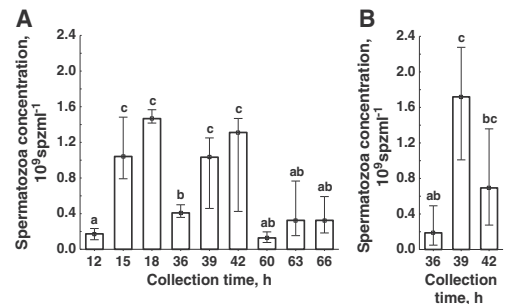 A
Spermatozoa concentration,
10⁹spzml⁻¹
2.4
2.0
1.6
1.2
0.8
0.4
0.0
a
c
c
b
c
c
ab
ab
ab
12 15 18 36 39 42 60 63 66
Collection time, h
B
Spermatozoa concentration,
10⁹spzml⁻¹
2.4
2.0
1.6
1.2
0.8
0.4
0.0
ab
c
bc
36 39 42
Collection
time, h